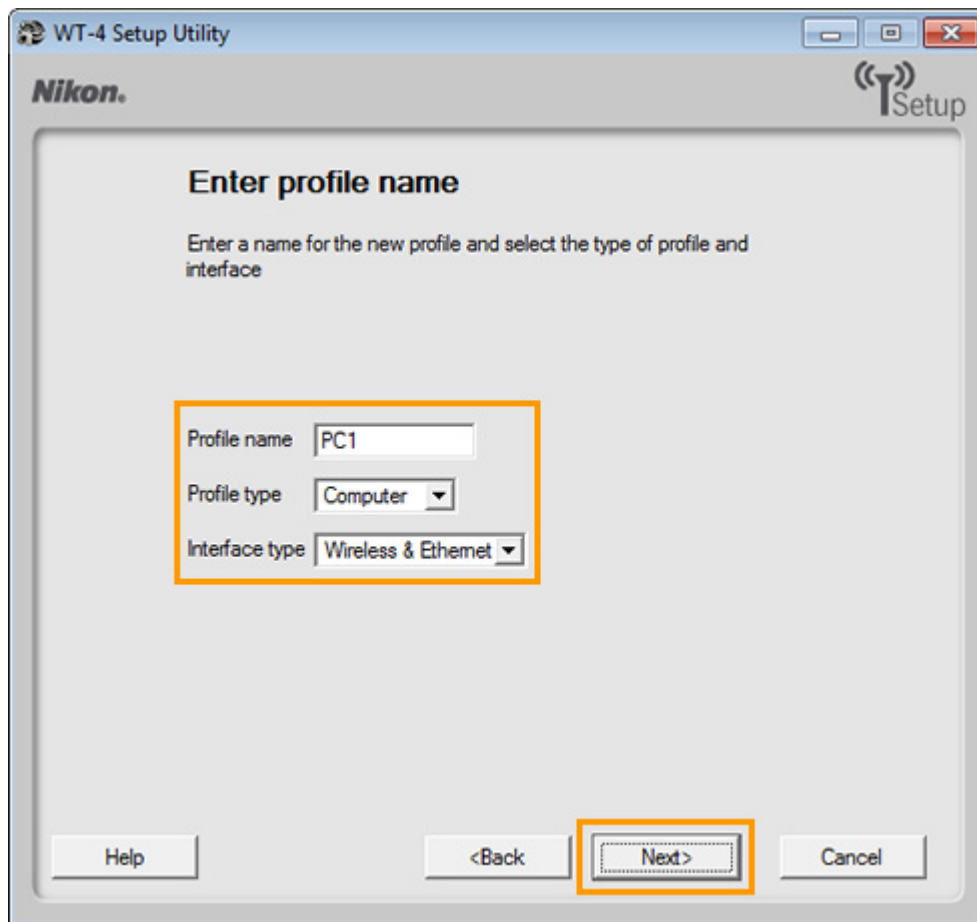 WT-4 Setup Utility
Nikon®
Setup
Enter profile name
Enter a name for the new profile and select the type of profile and
interface
Profile name PC1
Profile type Computer
Interface type Wireless & Ethernet
Help <Back Next> Cancel